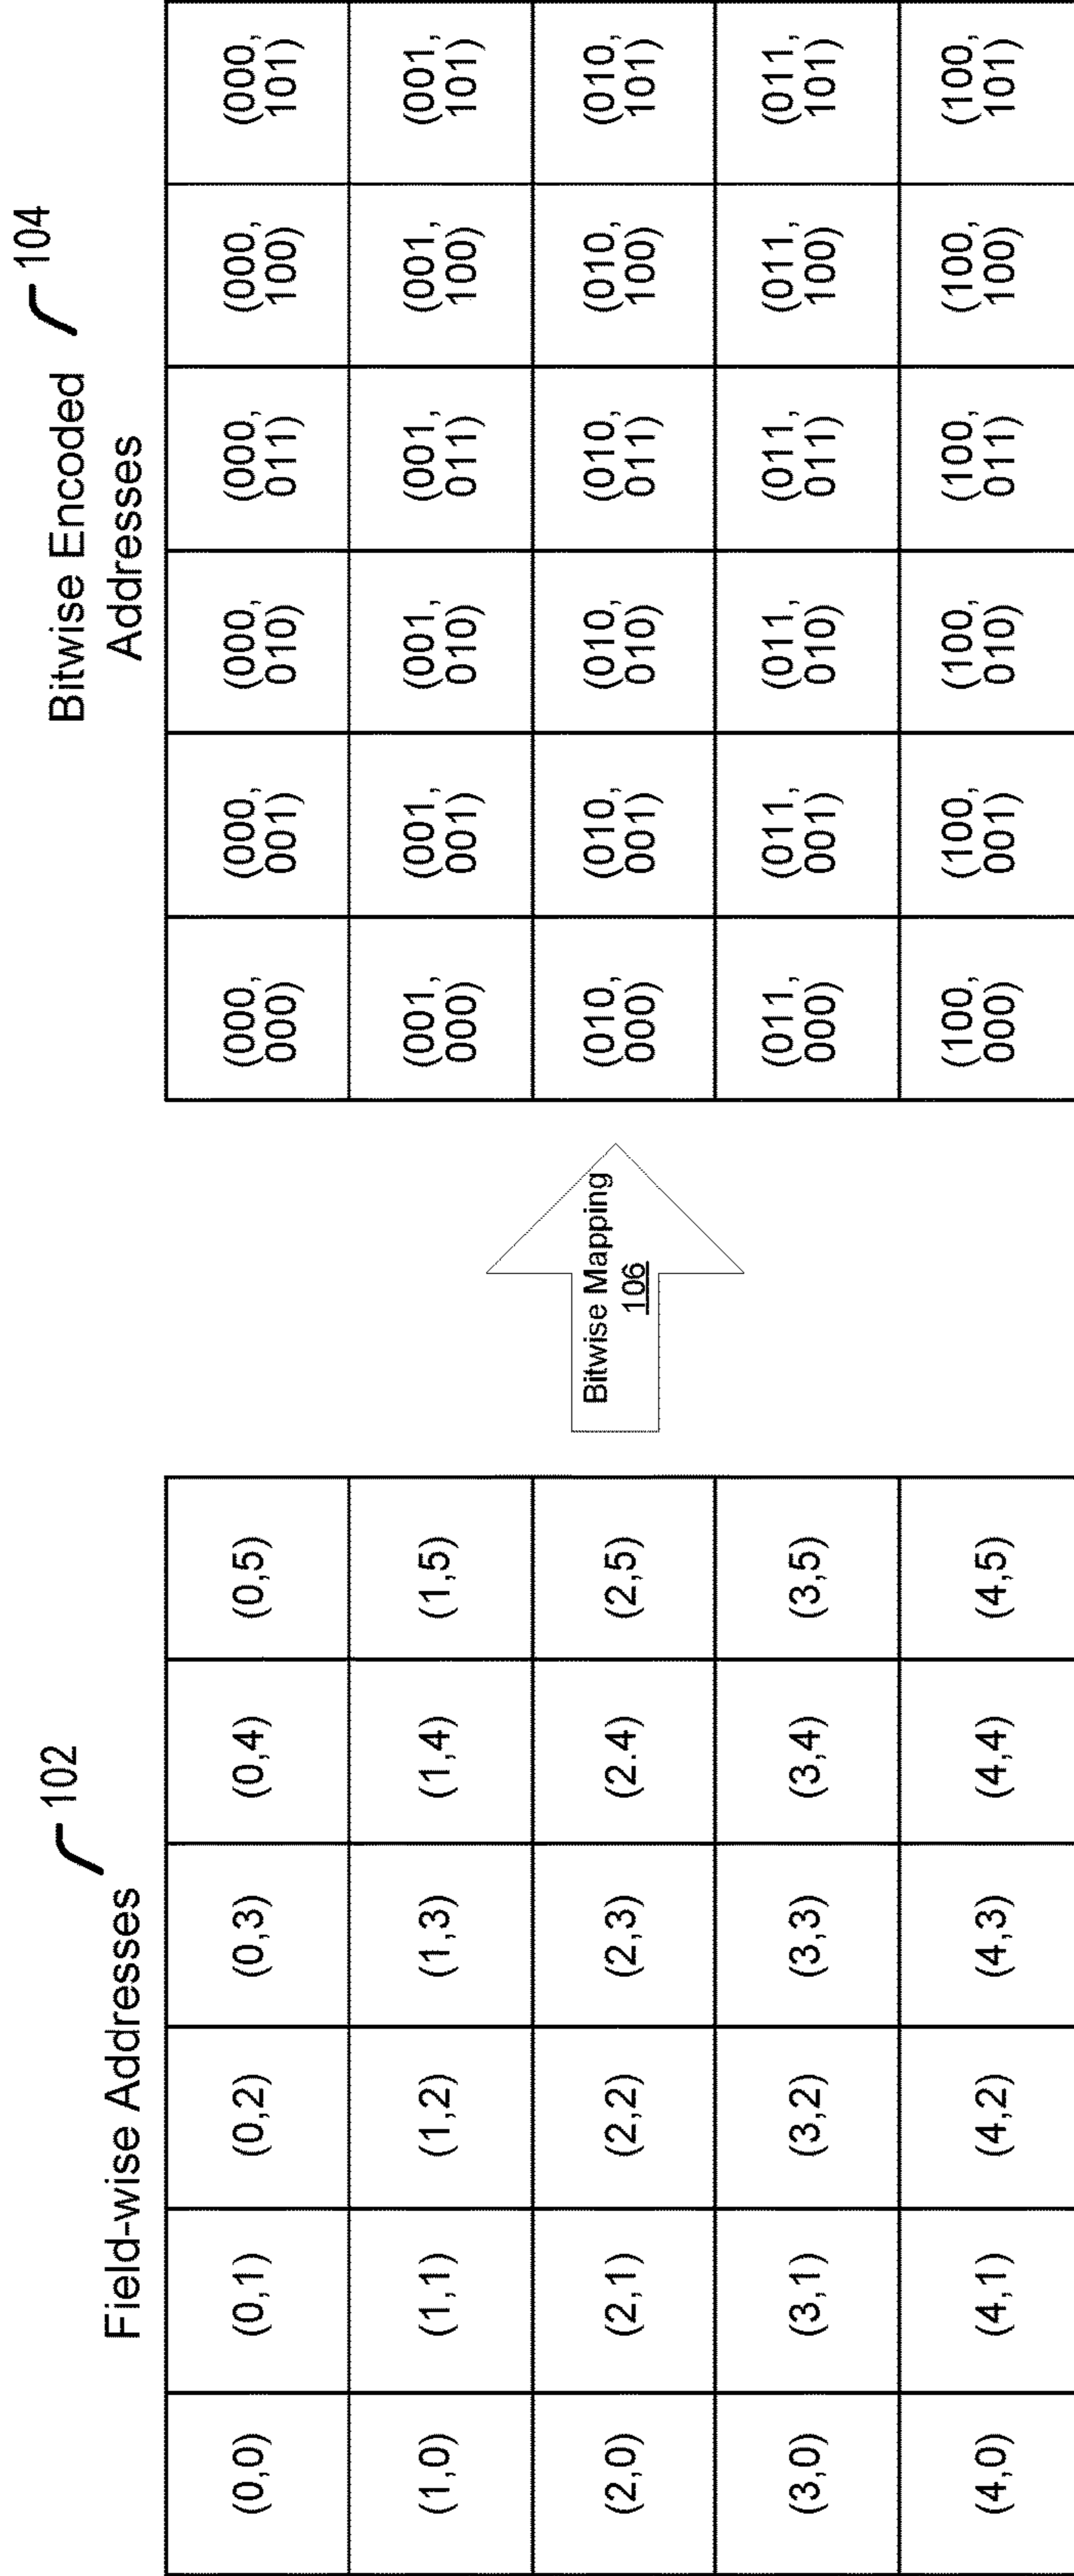 Field-wise Addresses
102
(0,0) (0,1) (0,2) (0,3) (0,4) (0,5)
(1,0) (1,1) (1,2) (1,3) (1,4) (1,5)
(2,0) (2,1) (2,2) (2,3) (2.4) (2,5)
(3,0) (3,1) (3,2) (3,3) (3,4) (3,5)
(4,0) (4,1) (4,2) (4,3) (4,4) (4,5)
Bitwise Mapping
106
Bitwise Encoded
Addresses
104
(000, (000, (000, (000, (000, (000,
000) 001) 010) 011) 100) 101)
(001, (001, (001, (001, (001, (001,
000) 001) 010) 011) 100) 101)
(010, (010, (010, (010, (010, (010,
000) 001) 010) 011) 100) 101)
(011, (011, (011, (011, (011, (011,
000) 001) 010) 011) 100) 101)
(100, (100, (100, (100, (100, (100,
000) 001) 010) 011) 100) 101)